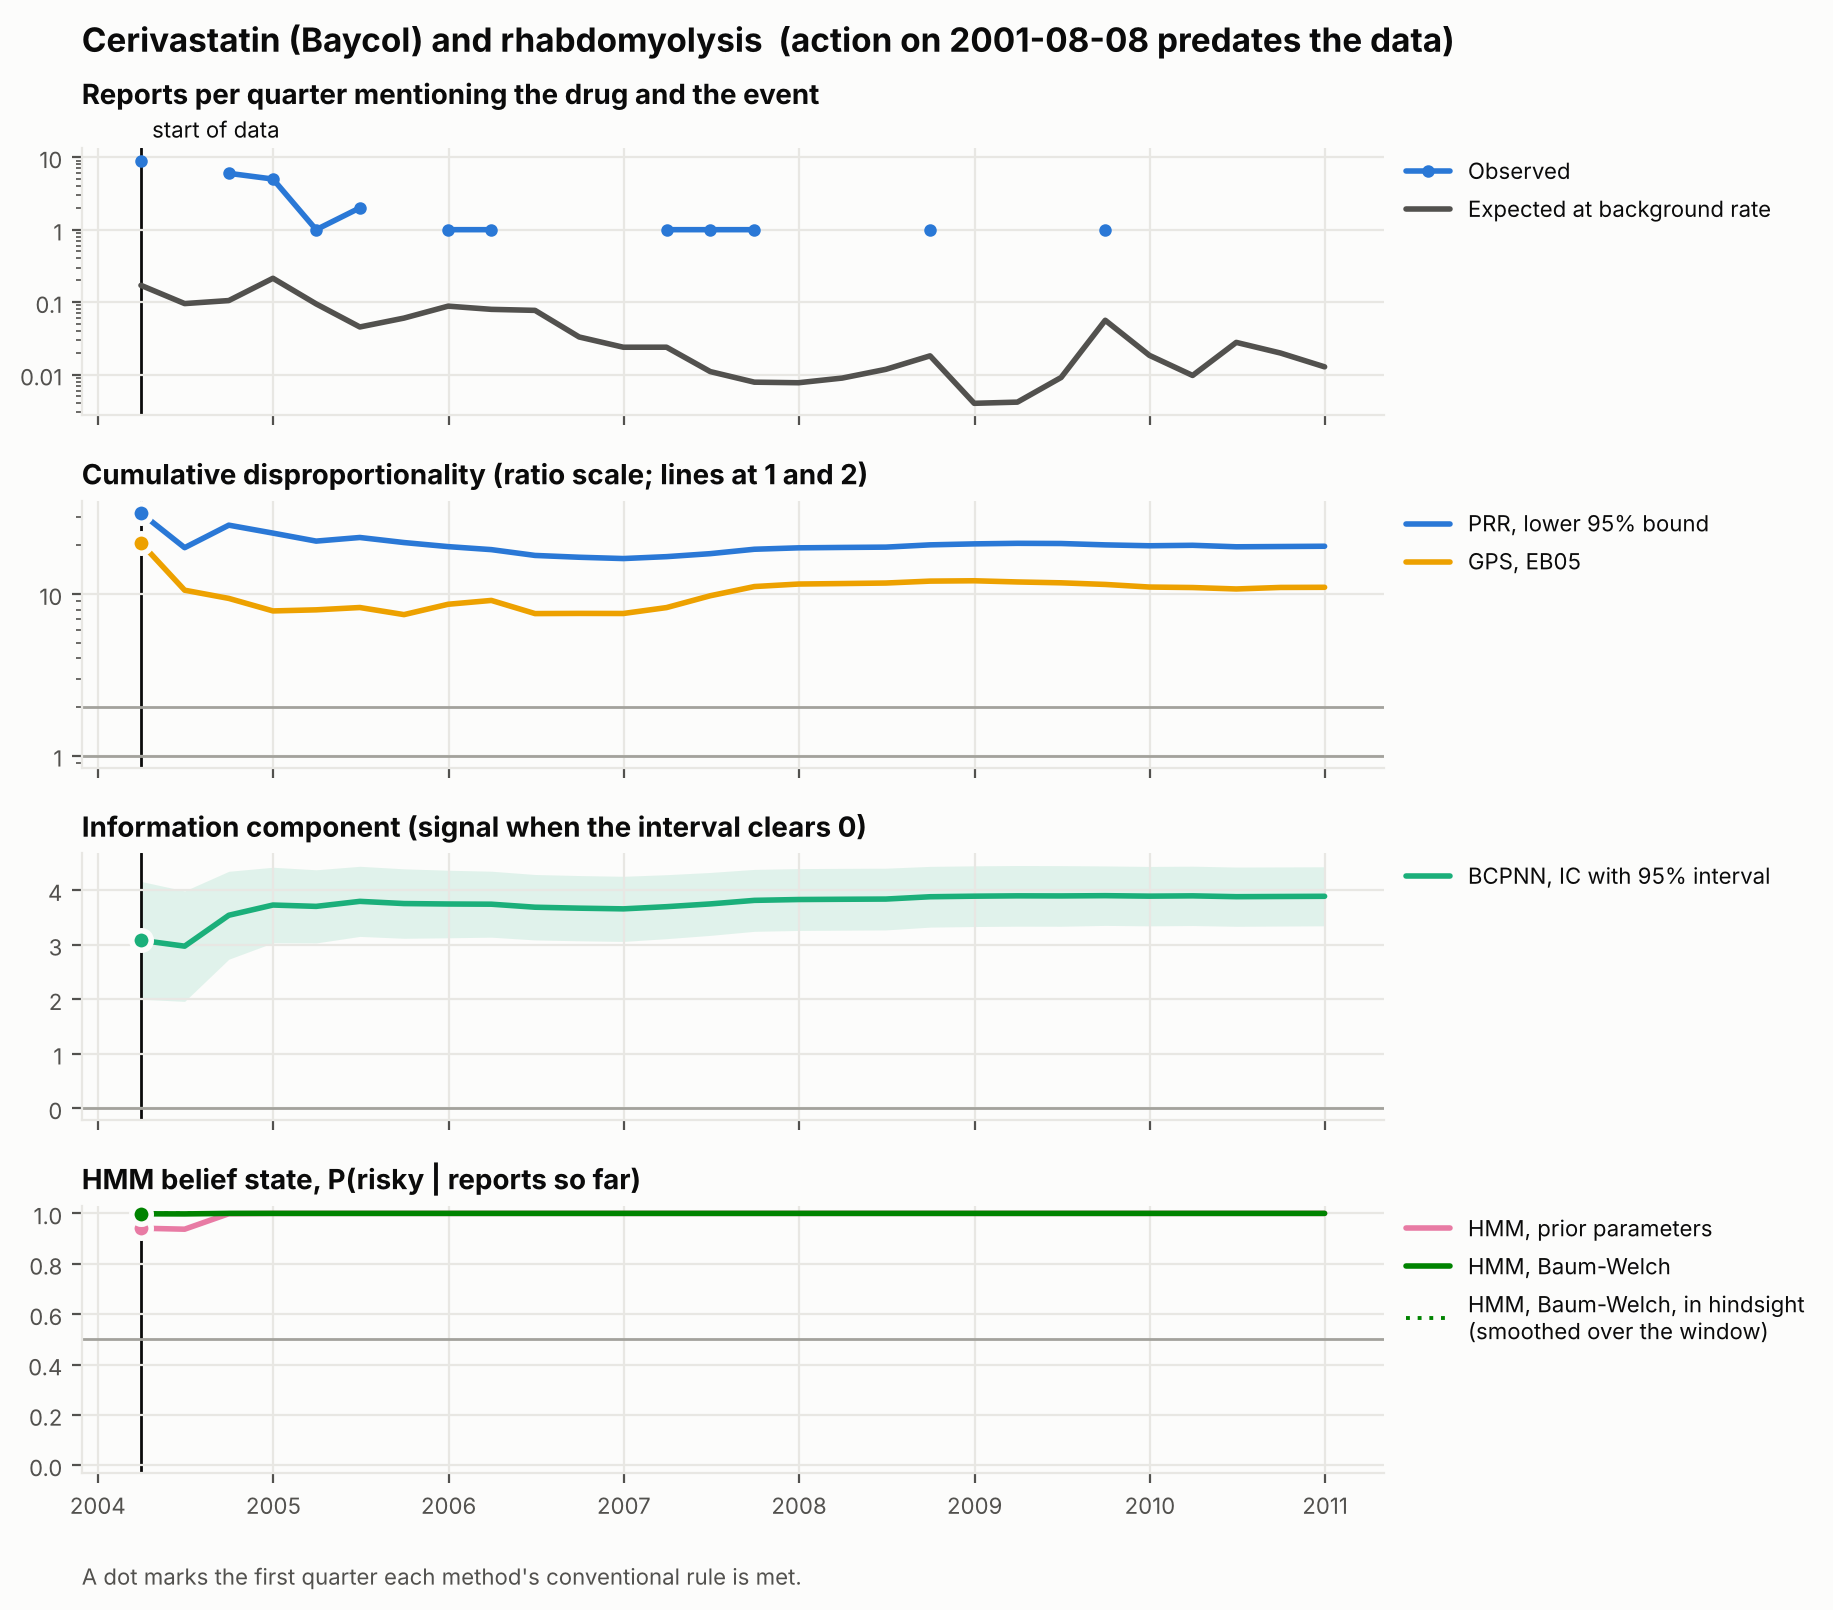 Cerivastatin (Baycol) and rhabdomyolysis  (action on 2001-08-08 predates the data)
Reports per quarter mentioning the drug and the event
start of data
10
1
0.1
0.01
Observed
Expected at background rate
Cumulative disproportionality (ratio scale; lines at 1 and 2)
10
1
PRR, lower 95% bound
GPS, EB05
Information component (signal when the interval clears 0)
4
3
2
1
0
BCPNN, IC with 95% interval
HMM belief state, P(risky | reports so far)
1.0
0.8
0.6
0.4
0.2
0.0
HMM, prior parameters
HMM, Baum-Welch
HMM, Baum-Welch, in hindsight
(smoothed over the window)
2004 2005 2006 2007 2008 2009 2010 2011
A dot marks the first quarter each method's conventional rule is met.